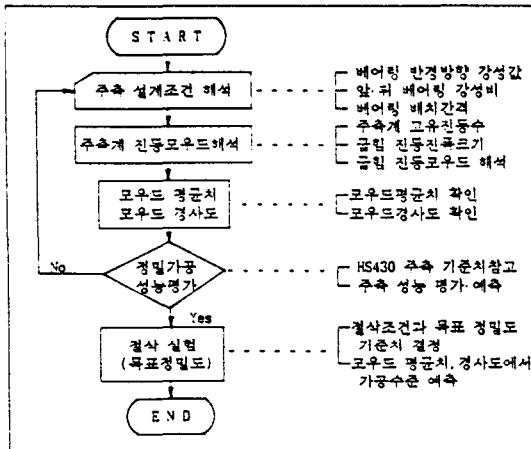 START
주축 설계조건 해석
베어링 반경방향 강성값
앞·뒤 베어링 강성비
베어링 배치간격
주축계 진동모우드해석
주축계 고유진동수
굽힘 진동진폭크기
굽힘 진동모우드 해석
모우드 평균치
모우드 경사도
모우드평균치 확인
모우드경사도 확인
No
정밀가공
성능평가
HS430 주축 기준치참고
주축 성능 평가·예측
Yes
절삭 실험
(목표정밀도)
절삭조건과 목표 정밀도
기준치 결정
모우드 평균치, 경사도에서
가공수준 예측
END